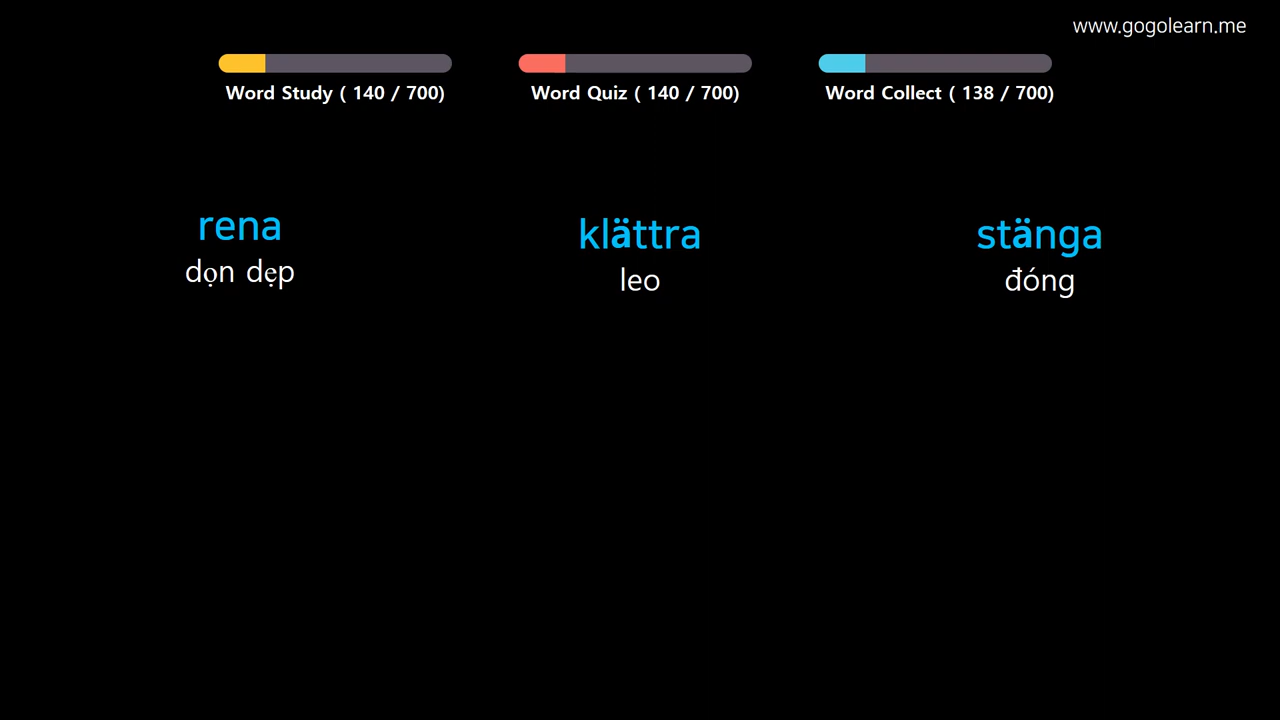 www.gogolearn.me
Word Study ( 140 / 700)
Word Quiz ( 140 / 700)
Word Collect ( 138 / 700)
rena
dọn dẹp
klättra
leo
stänga
đóng